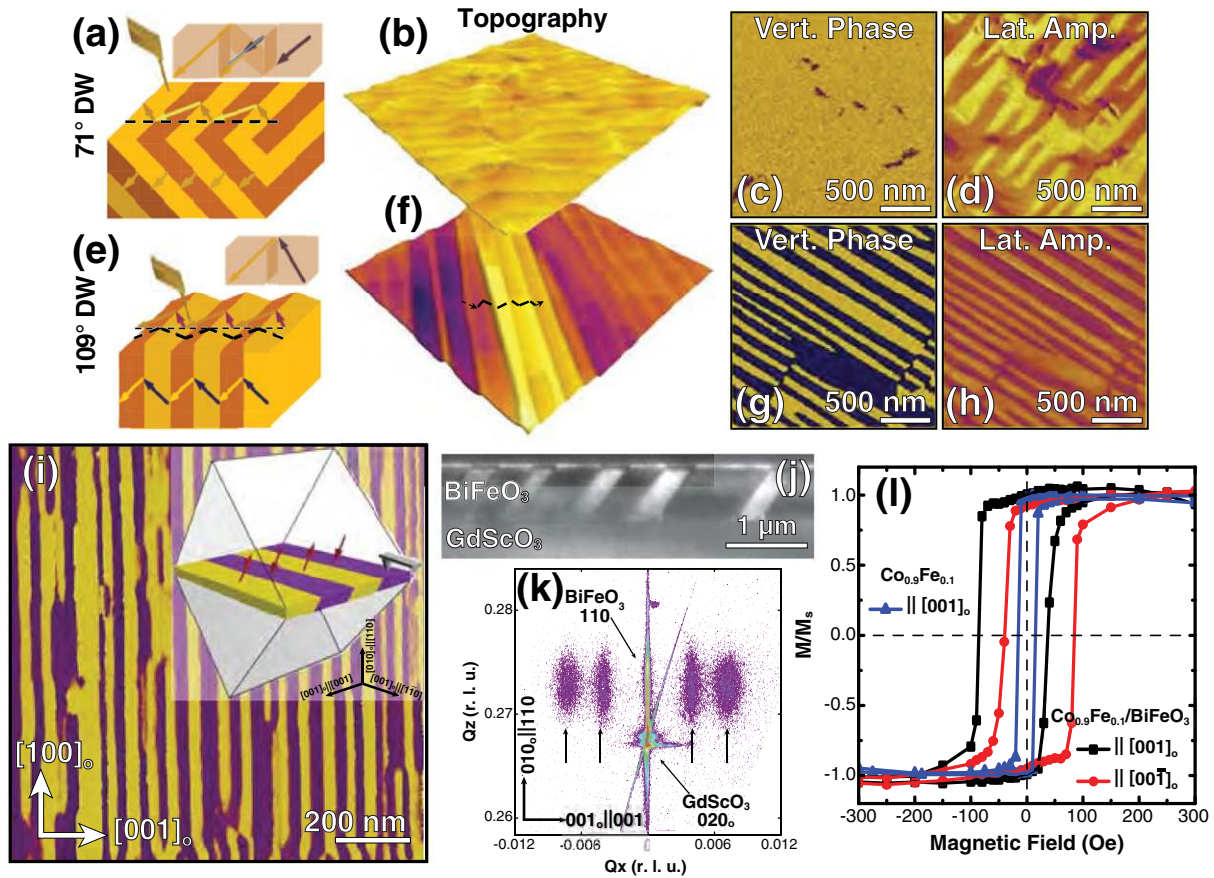 Topography
(a)
71° DW
(b)
Vert. Phase
(c)
500 nm
Lat. Amp.
(d)
500 nm
(e)
109° DW
(f)
Vert. Phase
(g)
500 nm
Lat. Amp.
(h)
500 nm
(i)
[010]ₒ||[110]
[001]ₒ||[001]
[100]ₒ
[001]ₒ
200 nm
(j)
BiFeO₃
GdScO₃
1 µm
(k)
BiFeO₃
110
0.28
0.27
0.26
Qz (r. l. u.)
010ₒ||110
001ₒ||001
GdScO₃
020ₒ
-0.012
-0.006
0
0.006
0.012
Qx (r. l. u.)
(l)
1.0
0.5
0.0
-0.5
-1.0
M/Mₛ
Co₀.₉Fe₀.₁
|| [001]ₒ
Co₀.₉Fe₀.₁/BiFeO₃
|| [001]ₒ
|| [001̄]ₒ
-300
-200
-100
0
100
200
300
Magnetic Field (Oe)